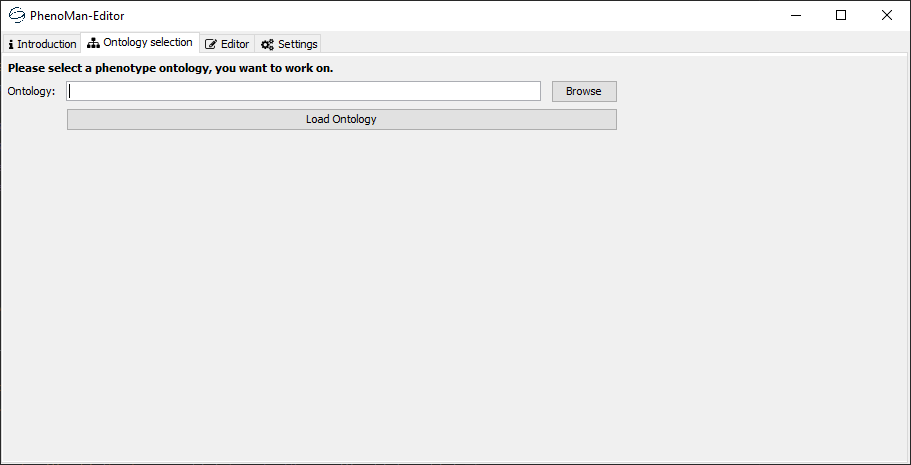 PhenoMan-Editor
Introduction Ontology selection Editor Settings
Please select a phenotype ontology, you want to work on.
Ontology: Browse
Load Ontology